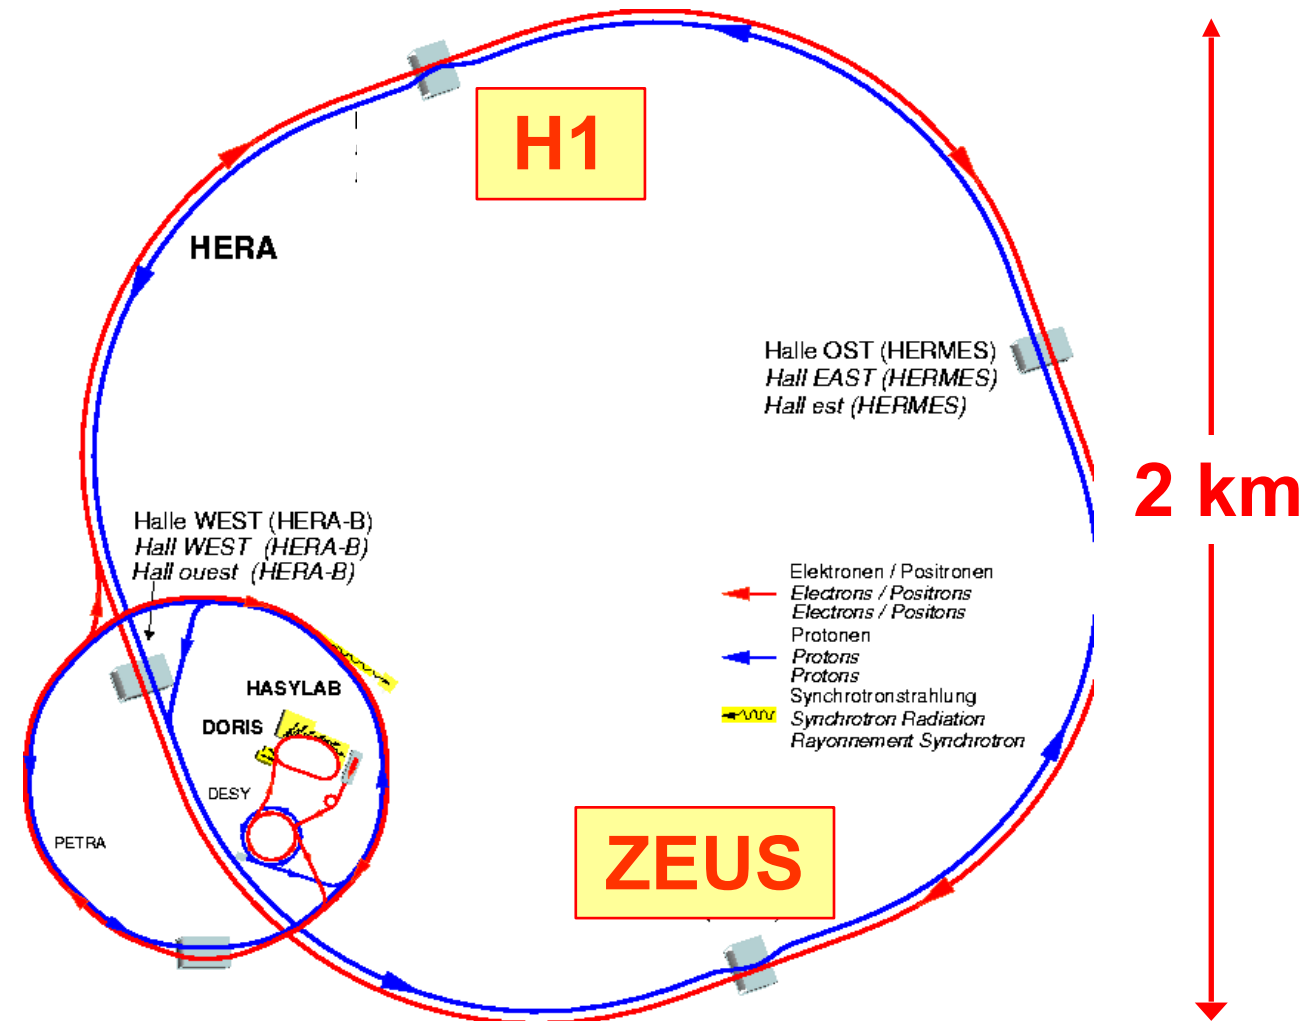 H1
HERA
Halle OST (HERMES)
Hall EAST (HERMES)
Hall est (HERMES)
2 km
Halle WEST (HERA-B)
Hall WEST (HERA-B)
Hall ouest (HERA-B)
Elektronen / Positronen
Electrons / Positrons
Electrons / Positons
Protonen
Protons
Protons
Synchrotronstrahlung
Synchrotron Radiation
Rayonnement Synchrotron
HASYLAB
DORIS
DESY
PETRA
ZEUS